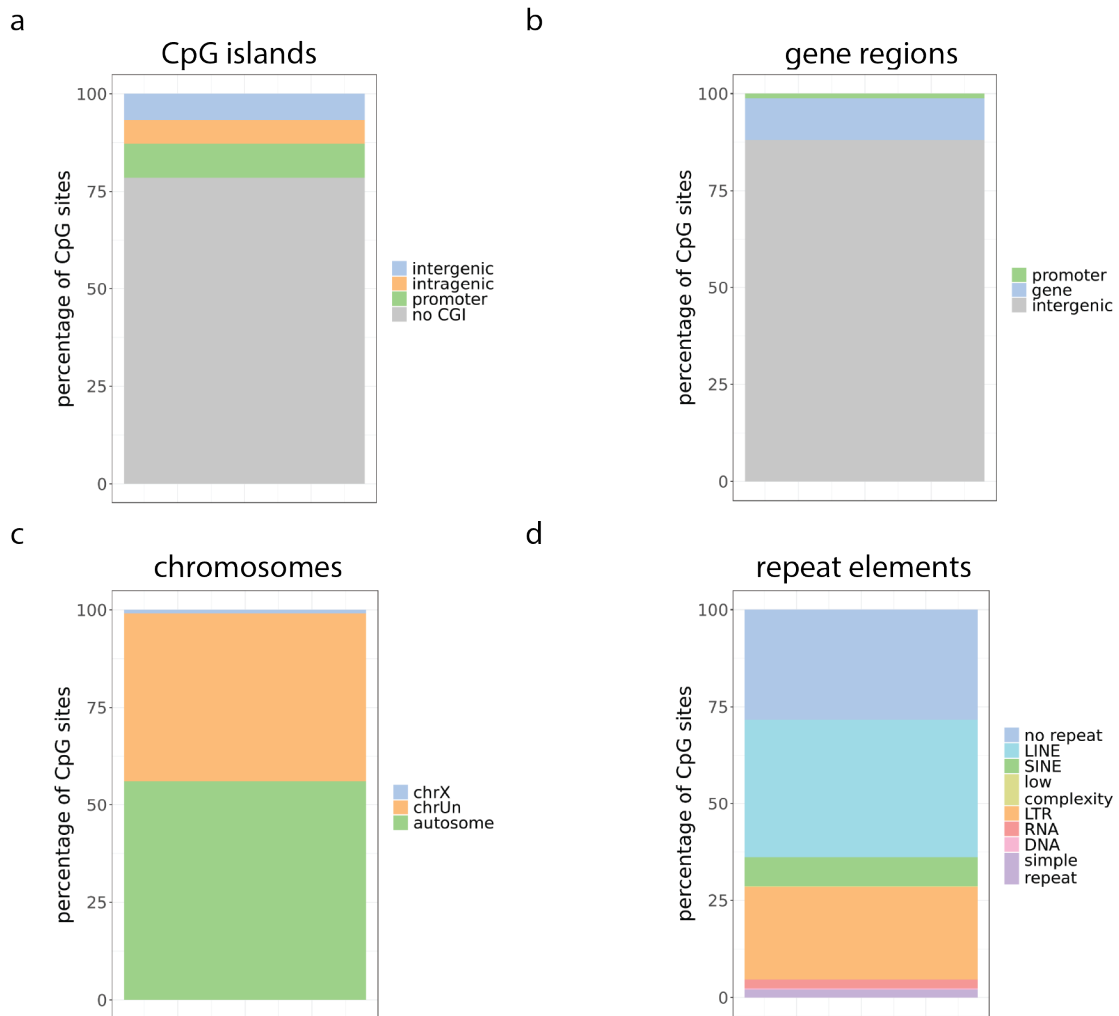 a
CpG islands
percentage of CpG sites
100
75
50
25
0
intergenic
intragenic
promoter
no CGI
b
gene regions
percentage of CpG sites
100
75
50
25
0
promoter
gene
intergenic
c
chromosomes
percentage of CpG sites
100
75
50
25
0
chrX
chrUn
autosome
d
repeat elements
percentage of CpG sites
100
75
50
25
0
no repeat
LINE
SINE
low
complexity
LTR
RNA
DNA
simple
repeat